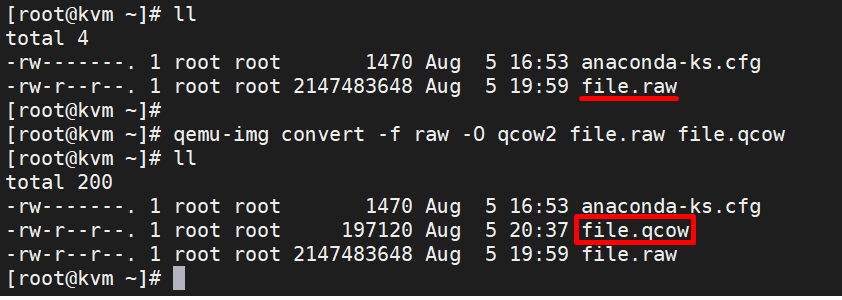 [root@kvm ~]# ll
total 4
-rw-------. 1 root root       1470 Aug  5 16:53 anaconda-ks.cfg
-rw-r--r--. 1 root root 2147483648 Aug  5 19:59 file.raw
[root@kvm ~]#
[root@kvm ~]# qemu-img convert -f raw -O qcow2 file.raw file.qcow
[root@kvm ~]# ll
total 200
-rw-------. 1 root root       1470 Aug  5 16:53 anaconda-ks.cfg
-rw-r--r--. 1 root root     197120 Aug  5 20:37 file.qcow
-rw-r--r--. 1 root root 2147483648 Aug  5 19:59 file.raw
[root@kvm ~]#